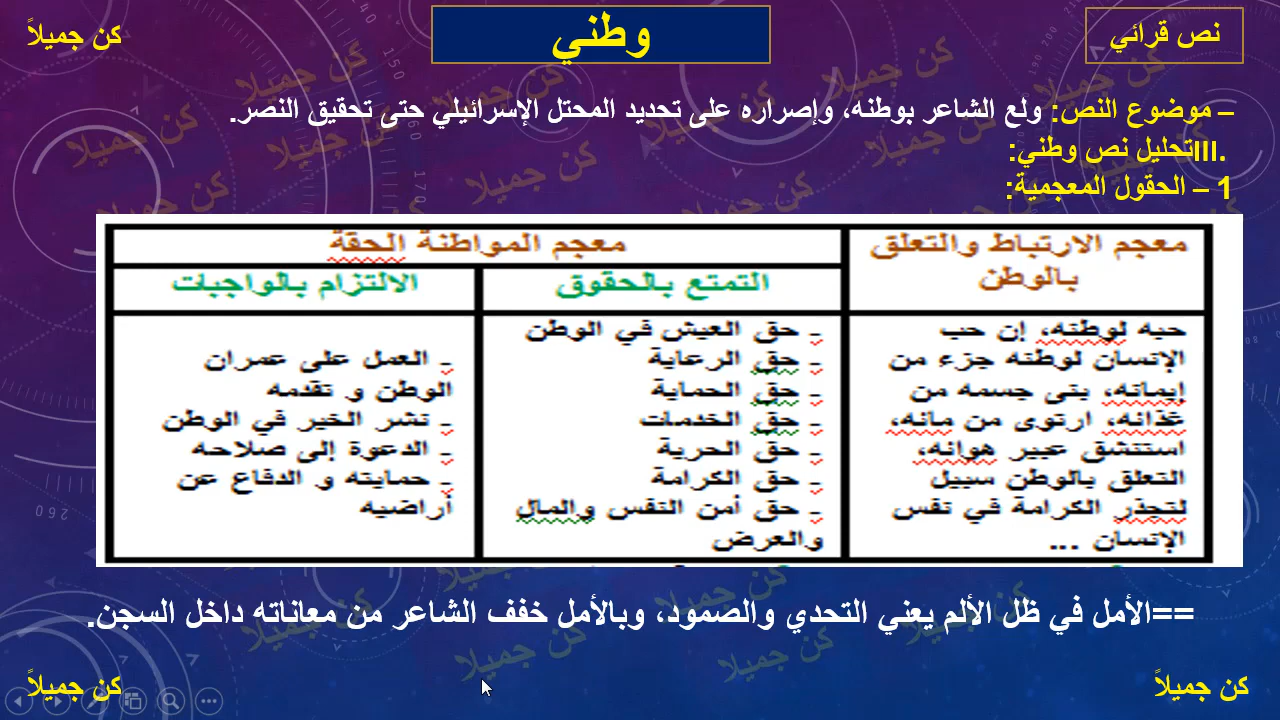 كن جميلاً
وطني
نص قرائي
– موضوع النص: ولع الشاعر بوطنه، وإصراره على تحديد المحتل الإسرائيلي حتى تحقيق النصر.
.IIIتحليل نص وطني:
1 – الحقول المعجمية:
معجم الارتباط والتعلق
بالوطن
معجم المواطنة الحقة
التمتع بالحقوق
الالتزام بالواجبات
حبه لوطنه، إن حب
الإنسان لوطنه جزء من
إيمانه، بنى جسمه من
غذائه، ارتوى من مائه،
استنشق عبير هوائه،
التعلق بالوطن سبيل
لتجذر الكرامة في نفس
الإنسان ...
- حق العيش في الوطن
- حق الرعاية
- حق الحماية
- حق الخدمات
- حق الحرية
- حق الكرامة
- حق أمن النفس والمال
والعرض
- العمل على عمران
الوطن و تقدمه
- نشر الخير في الوطن
- الدعوة إلى صلاحه
- حمايته و الدفاع عن
أراضيه
==الأمل في ظل الألم يعني التحدي والصمود، وبالأمل خفف الشاعر من معاناته داخل السجن.
كن جميلاً
كن جميلاً